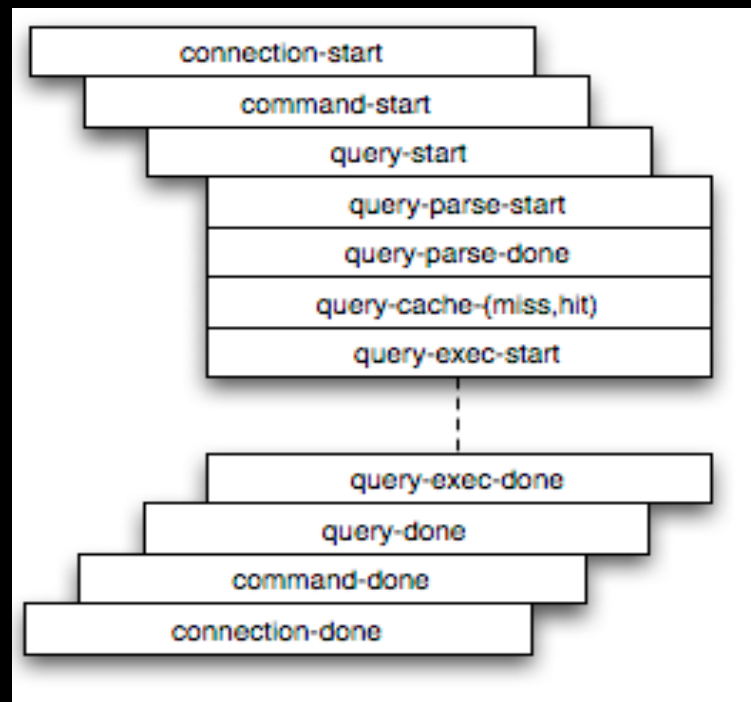 connection-start
command-start
query-start
query-parse-start
query-parse-done
query-cache-(miss,hit)
query-exec-start
query-exec-done
query-done
command-done
connection-done